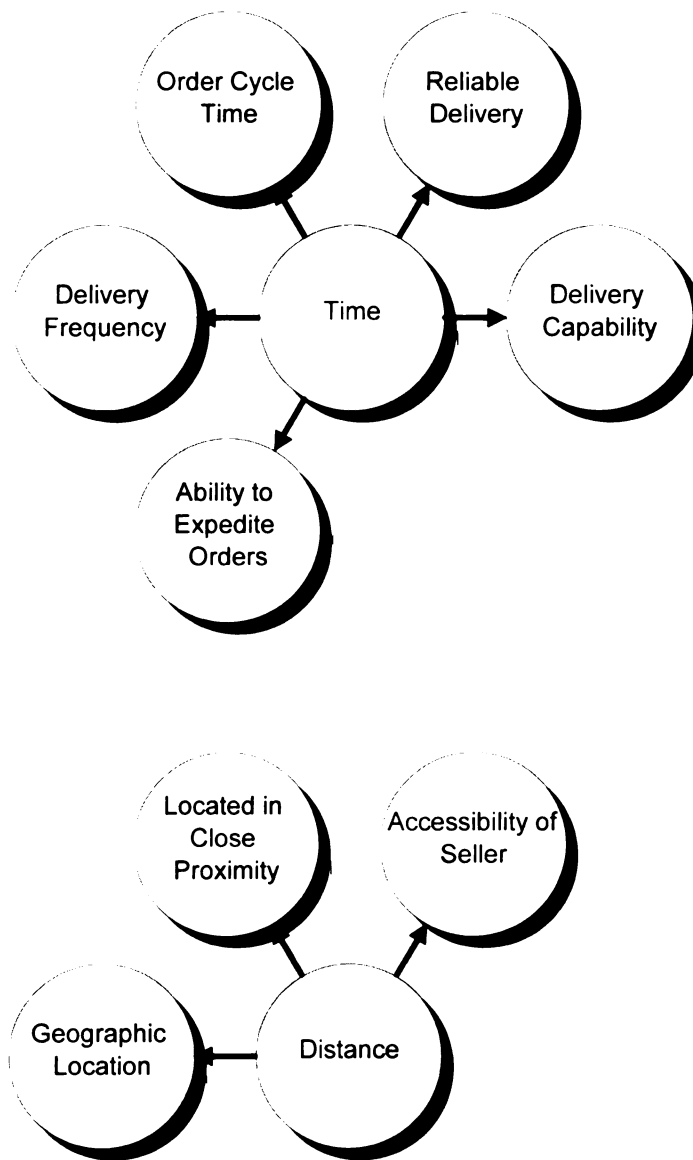 Order Cycle
Time
Reliable
Delivery
Delivery
Frequency
Time
Delivery
Capability
Ability to
Expedite
Orders
Located in
Close
Proximity
Accessibility of
Seller
Geographic
Location
Distance